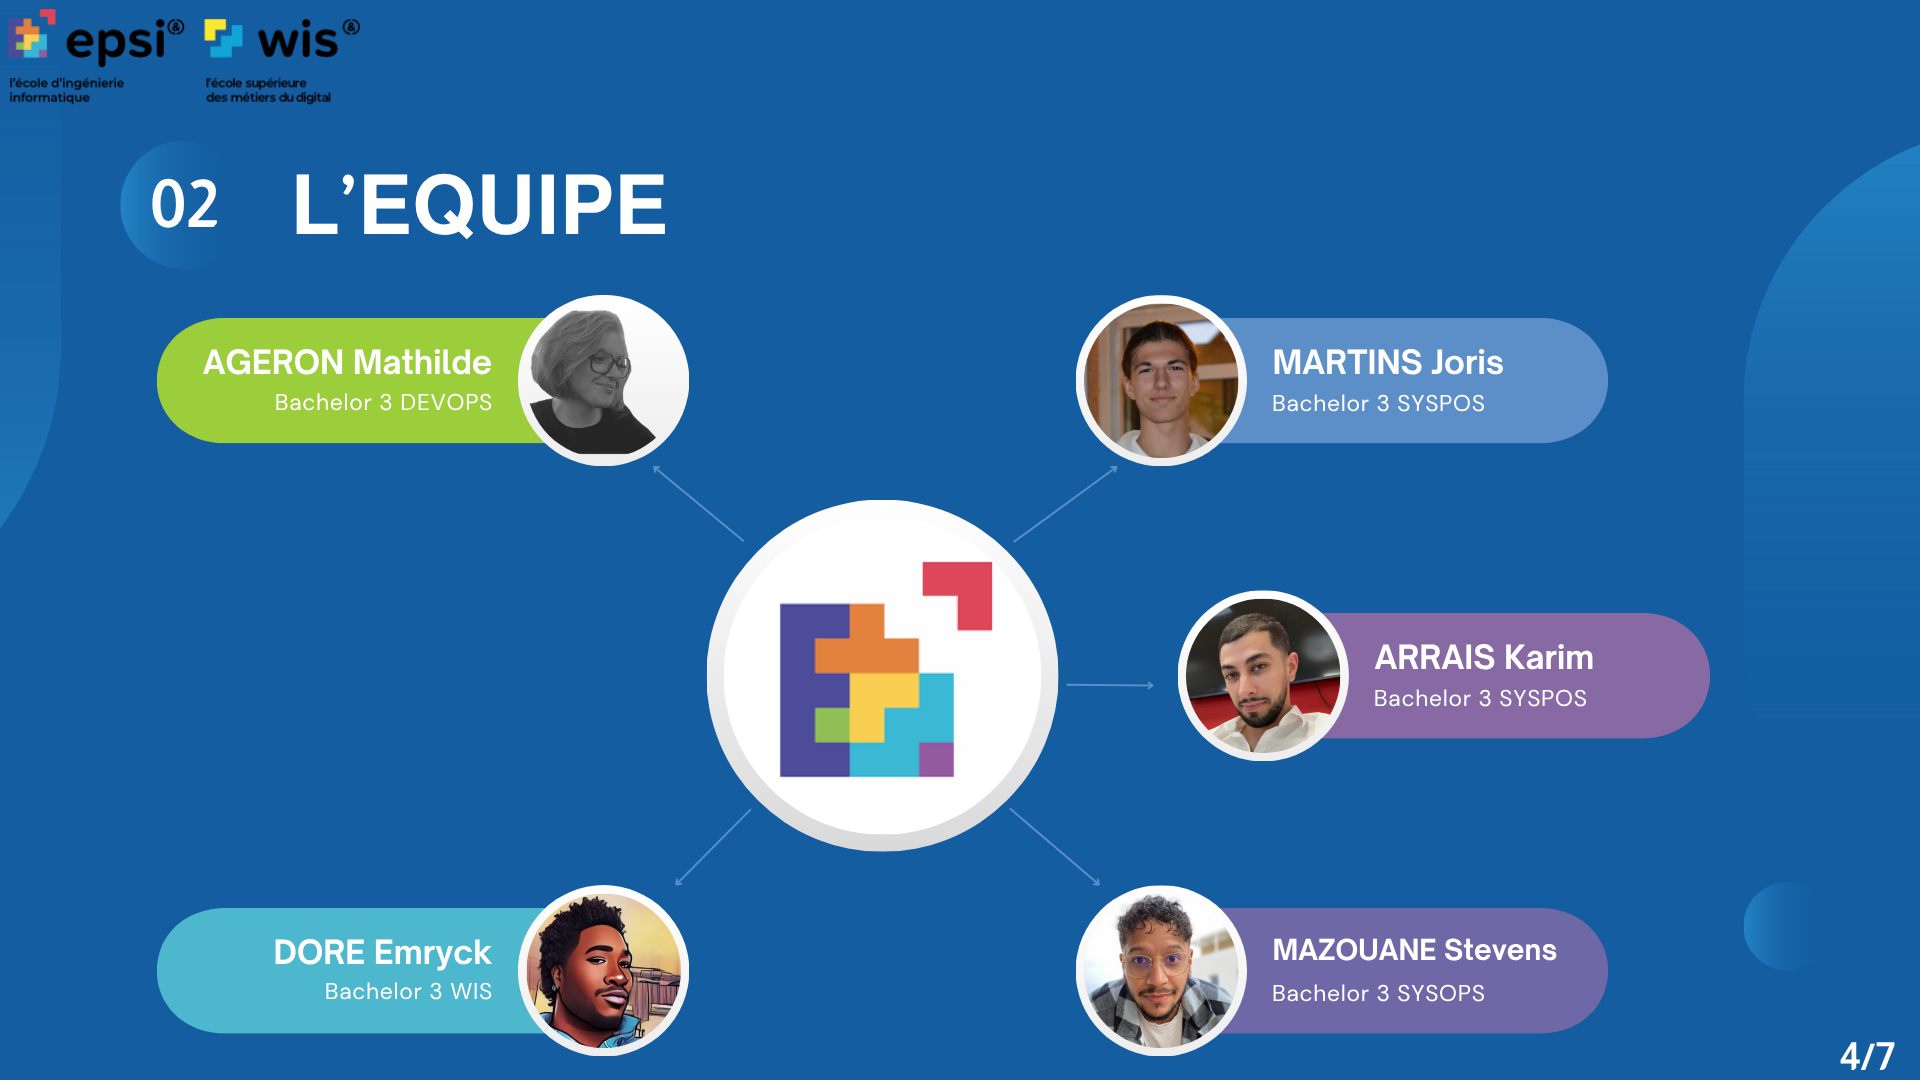 epsi&
l'école d'ingénierie
informatique
wis&
l'école supérieure
des métiers du digital
02
L'EQUIPE
AGERON Mathilde
Bachelor 3 DEVOPS
MARTINS Joris
Bachelor 3 SYSPOS
ARRAIS Karim
Bachelor 3 SYSPOS
DORE Emryck
Bachelor 3 WIS
MAZOUANE Stevens
Bachelor 3 SYSOPS
4/7